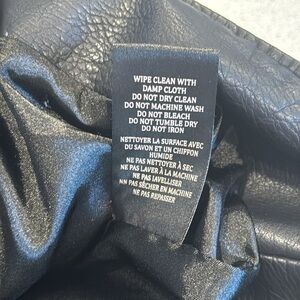 WIPE CLEAN WITH
DAMP CLOTH
DO NOT DRY CLEAN
DO NOT MACHINE WASH
DO NOT BLEACH
DO NOT TUMBLE DRY
DO NOT IRON
NETTOYER LA SURFACE AVEC
DU SAVON ET UN CHIFFON
HUMIDE
NE PAS NETTOYER À SEC
NE PAS LAVER À LA MACHINE
NE PAS JAVELLISER
NN PAS SÉCHER EN MACHINE
NE PAS REPASSER